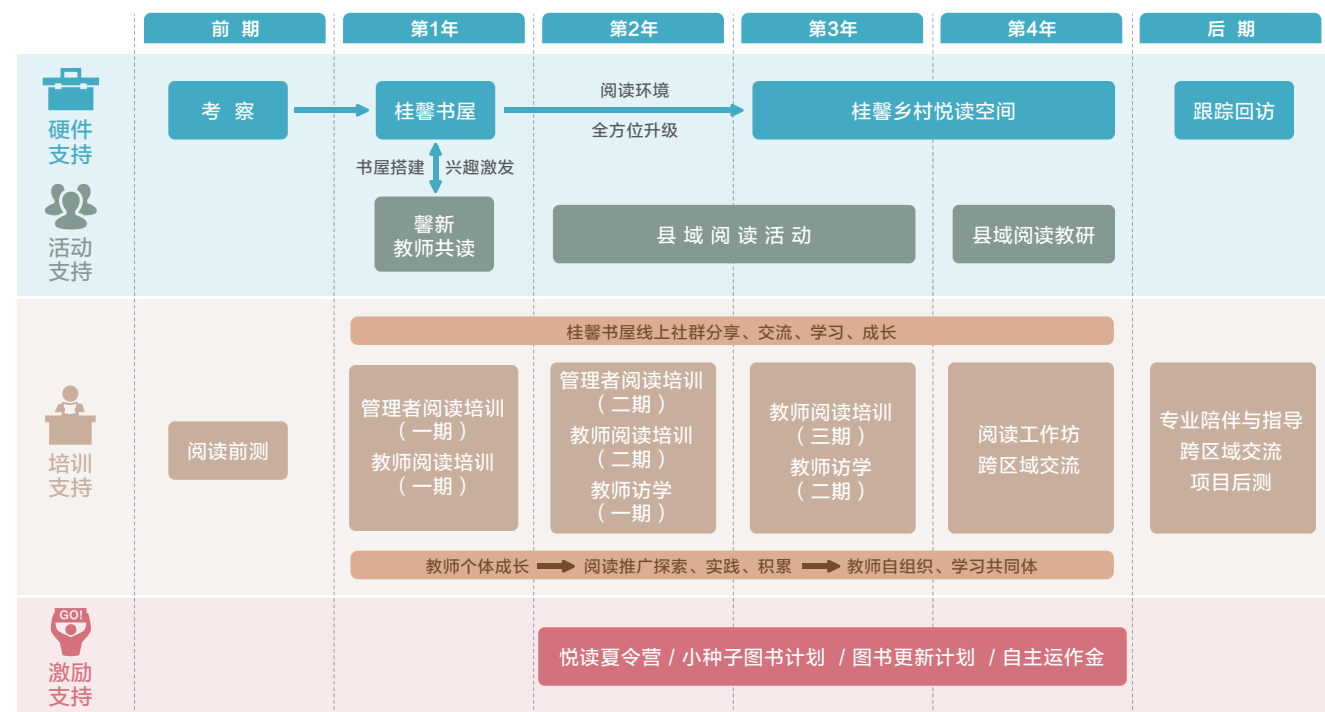 前 期
第1年
第2年
第3年
第4年
后 期
硬件
支持
考 察
桂馨书屋
阅读环境
全方位升级
桂馨乡村悦读空间
跟踪回访
书屋搭建
兴趣激发
活动
支持
馨新
教师共读
县 域 阅 读 活 动
县域阅读教研
桂馨书屋线上社群分享、交流、学习、成长
培训
支持
阅读前测
管理者阅读培训
（一期）
教师阅读培训
（一期）
管理者阅读培训
（二期）
教师阅读培训
（二期）
教师访学
（一期）
教师阅读培训
（三期）
教师访学
（二期）
阅读工作坊
跨区域交流
专业陪伴与指导
跨区域交流
项目后测
教师个体成长
阅读推广探索、实践、积累
教师自组织、学习共同体
GO!
激励
支持
悦读夏令营 / 小种子图书计划 / 图书更新计划 / 自主运作金